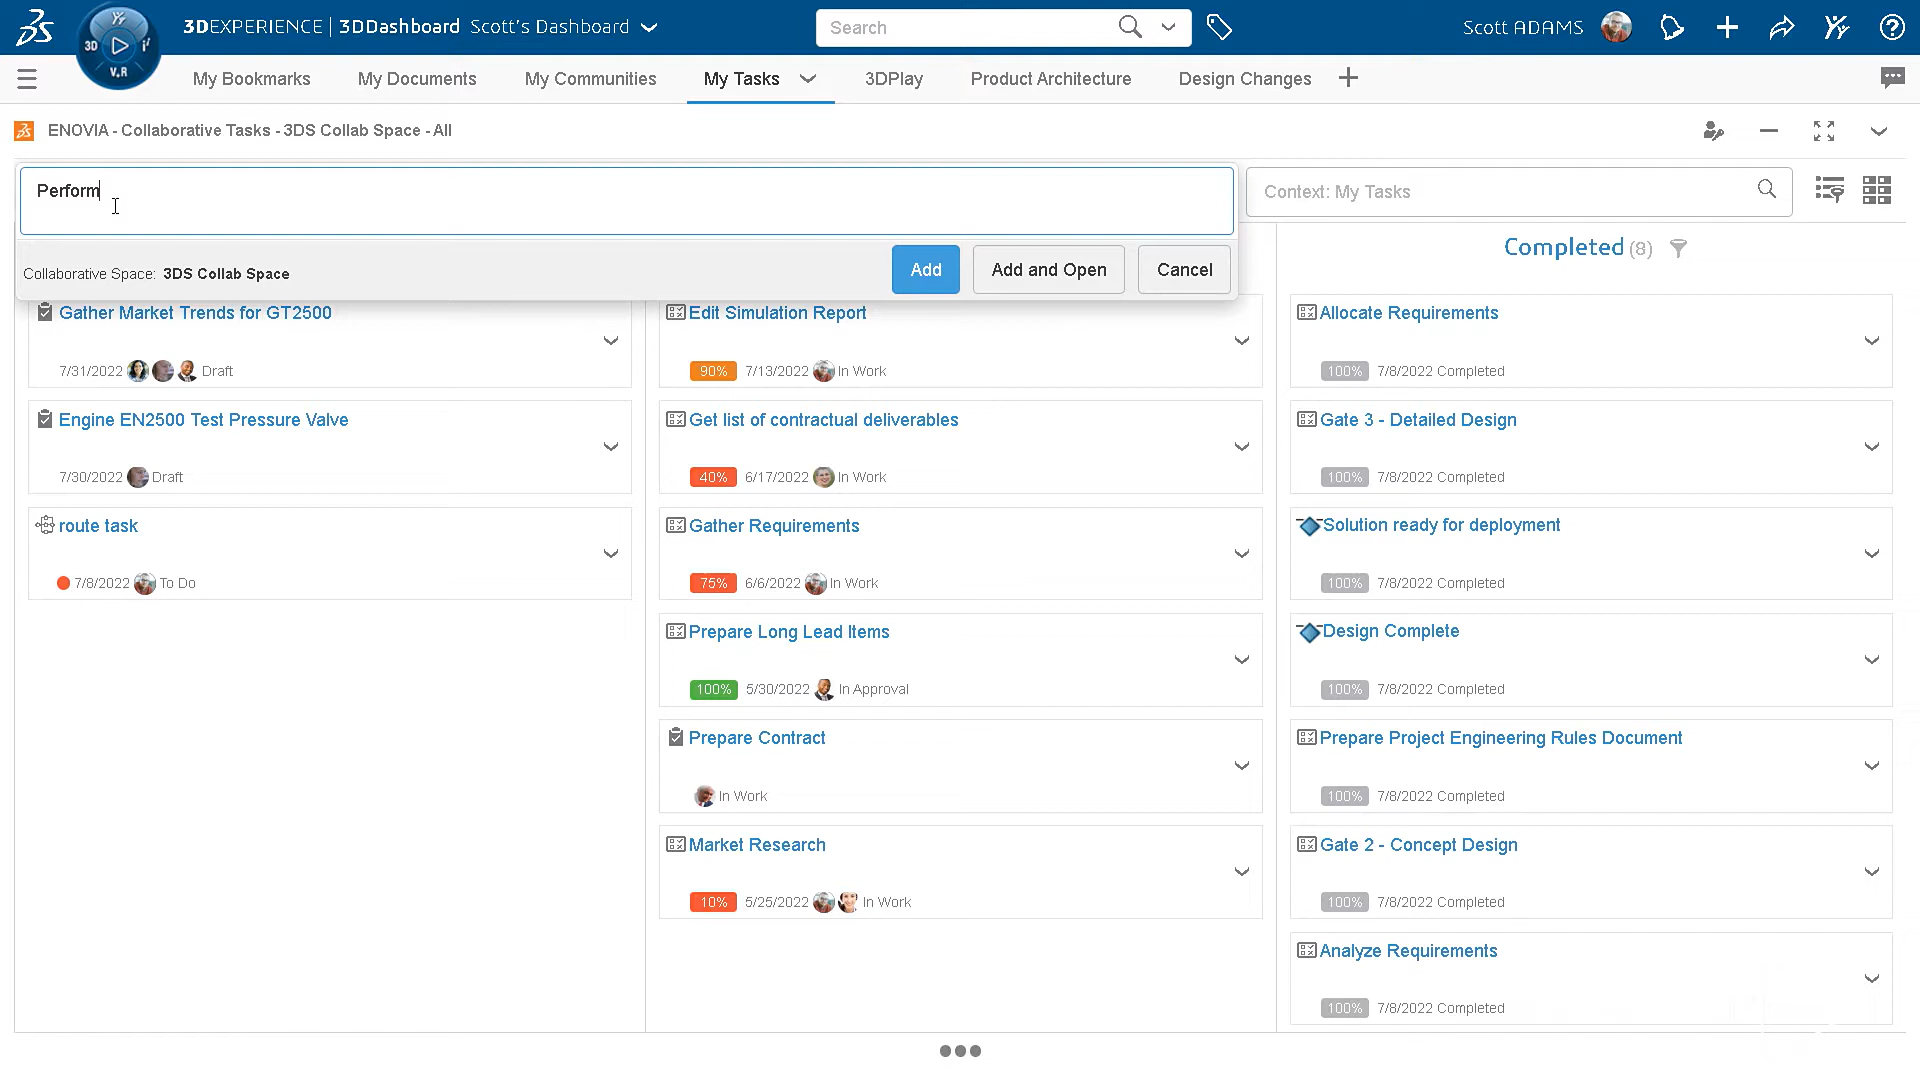 3DEXPERIENCE | 3DDashboard Scott's Dashboard
Search
Scott ADAMS
3D
V.R
My Bookmarks
My Documents
My Communities
My Tasks
3DPlay
Product Architecture
Design Changes
ENOVIA - Collaborative Tasks - 3DS Collab Space - All
Perform
Context: My Tasks
Collaborative Space: 3DS Collab Space
Add
Add and Open
Cancel
Completed (8)
Gather Market Trends for GT2500
7/31/2022 Draft
Engine EN2500 Test Pressure Valve
7/30/2022 Draft
route task
7/8/2022 To Do
Edit Simulation Report
90% 7/13/2022 In Work
Get list of contractual deliverables
40% 6/17/2022 In Work
Gather Requirements
75% 6/6/2022 In Work
Prepare Long Lead Items
100% 5/30/2022 In Approval
Prepare Contract
In Work
Market Research
10% 5/25/2022 In Work
Allocate Requirements
100% 7/8/2022 Completed
Gate 3 - Detailed Design
100% 7/8/2022 Completed
Solution ready for deployment
100% 7/8/2022 Completed
Design Complete
100% 7/8/2022 Completed
Prepare Project Engineering Rules Document
100% 7/8/2022 Completed
Gate 2 - Concept Design
100% 7/8/2022 Completed
Analyze Requirements
100% 7/8/2022 Completed